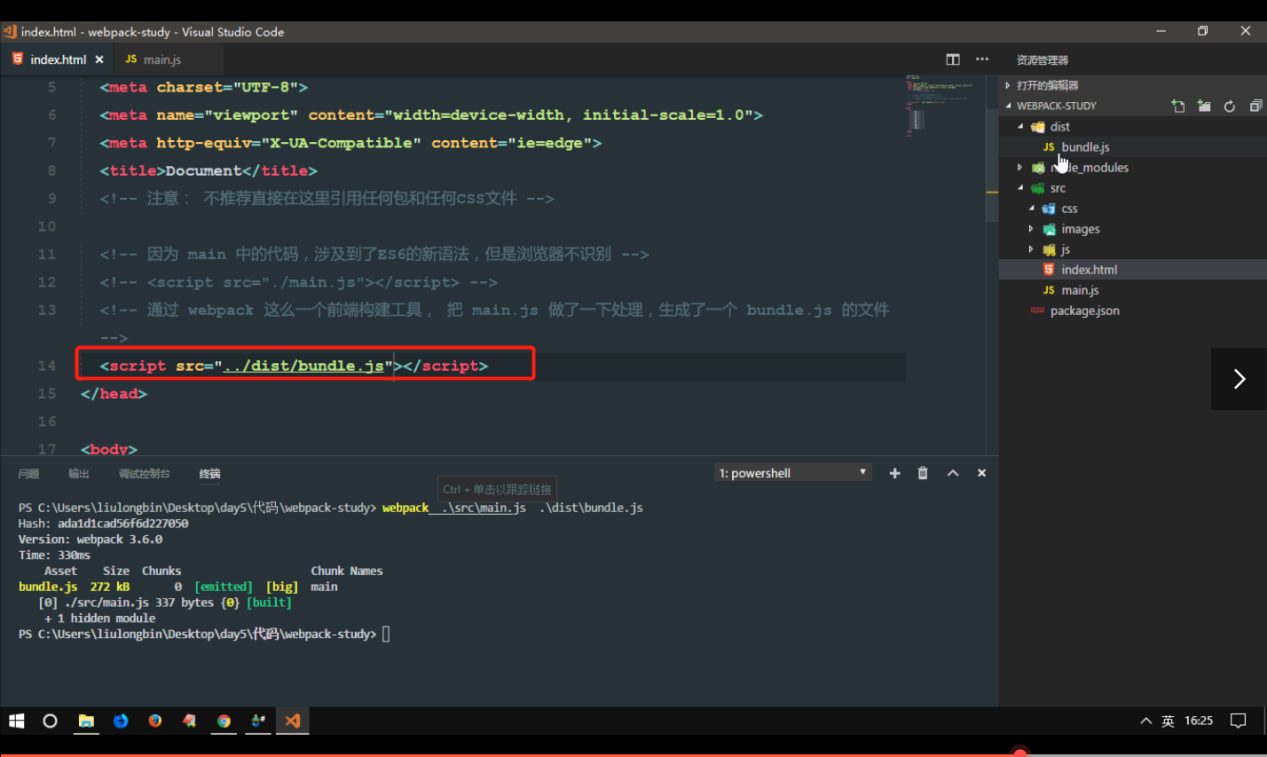 index.html - webpack-study - Visual Studio Code
index.html
JS main.js
资源管理器
5 <meta charset="UTF-8">
6 <meta name="viewport" content="width=device-width, initial-scale=1.0">
7 <meta http-equiv="X-UA-Compatible" content="ie=edge">
8 <title>Document</title>
9 <!-- 注意： 不推荐直接在这里引用任何包和任何CSS文件 -->
10
11 <!-- 因为 main 中的代码，涉及到了ES6的新语法，但是浏览器不识别 -->
12 <!-- <script src="./main.js"></script> -->
13 <!-- 通过 webpack 这么一个前端构建工具， 把 main.js 做了一下处理，生成了一个 bundle.js 的文件
-->
14 <script src="../dist/bundle.js"></script>
15 </head>
16
17 <body>
打开的编辑器
WEBPACK-STUDY
dist
JS bundle.js
node_modules
src
css
images
js
index.html
JS main.js
package.json
问题 输出 调试控制台 终端
1: powershell
Ctrl + 单击以跟踪链接
PS C:\Users\liulongbin\Desktop\day5\代码\webpack-study> webpack .\src\main.js .\dist\bundle.js
Hash: ada1d1cad56f6d227050
Version: webpack 3.6.0
Time: 330ms
Asset Size Chunks Chunk Names
bundle.js 272 kB 0 [emitted] [big] main
[0] ./src/main.js 337 bytes {0} [built]
+ 1 hidden module
PS C:\Users\liulongbin\Desktop\day5\代码\webpack-study>
英 16:25